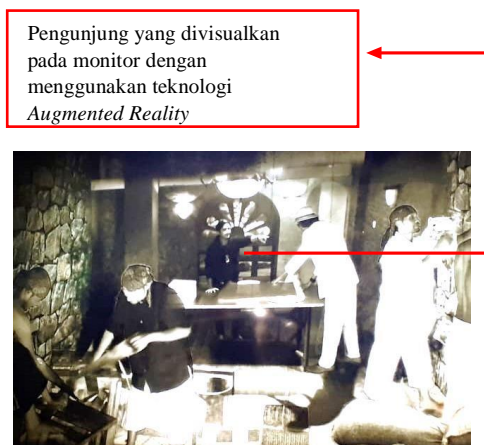 Pengunjung yang divisualkan
pada monitor dengan
menggunakan teknologi
Augmented Reality